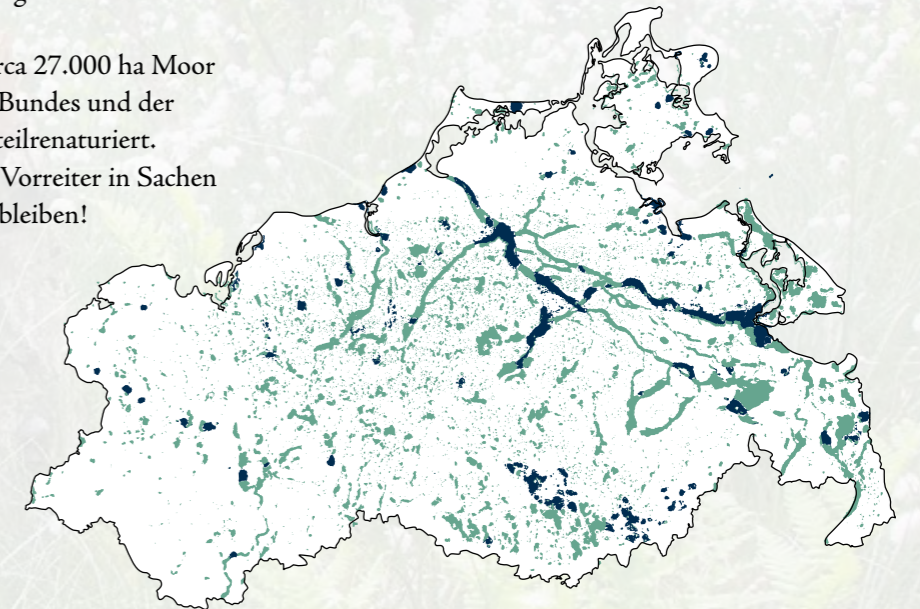 rca 27.000 ha Moor
Bundes und der
teilrenaturiert.
Vorreiter in Sachen
bleiben!